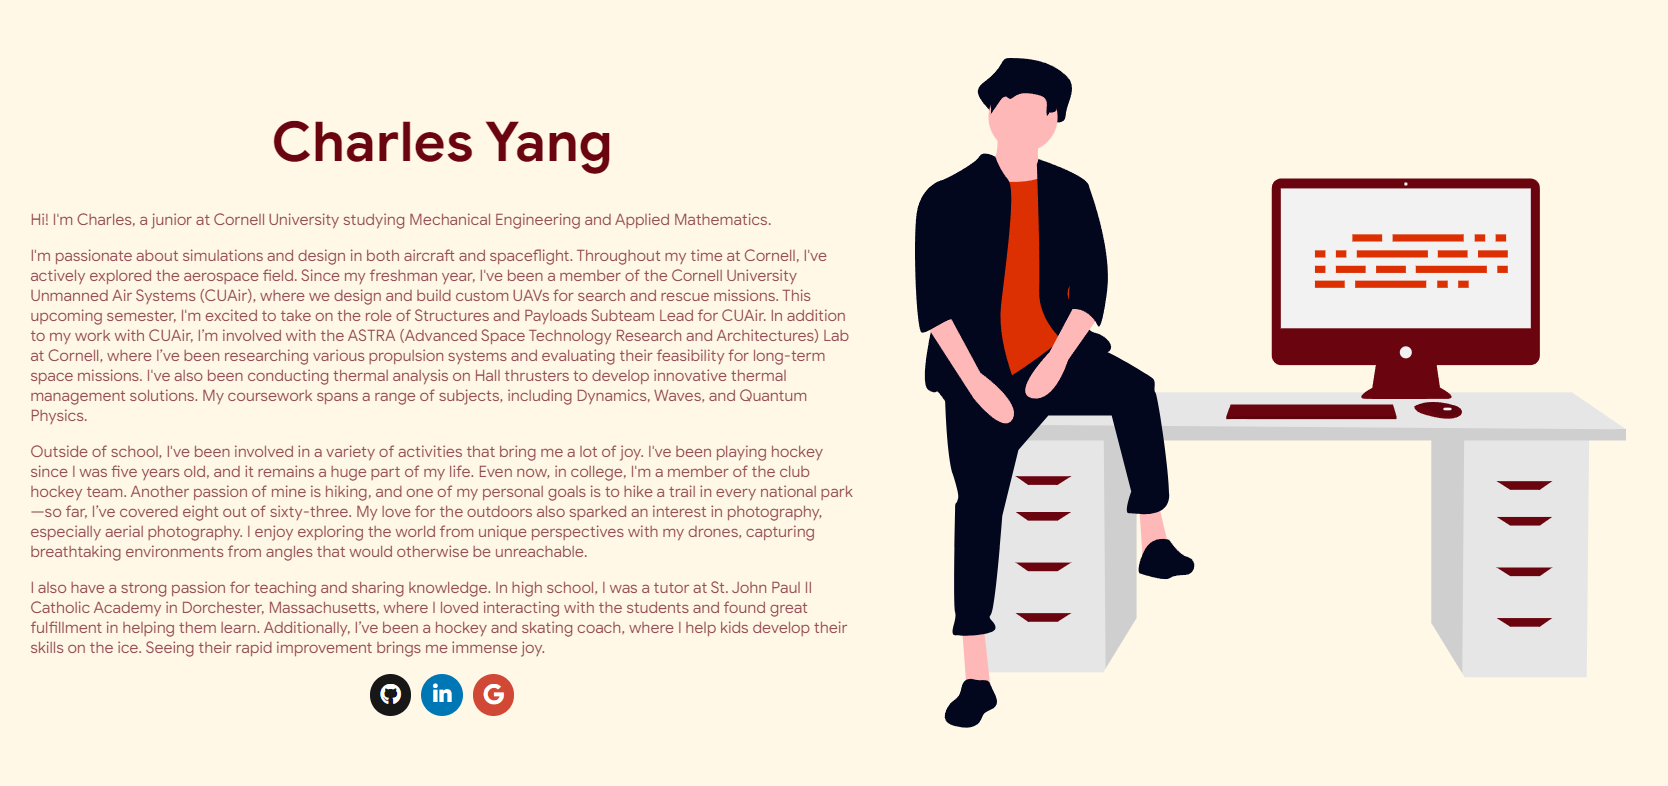 Charles Yang
Hi! I'm Charles, a junior at Cornell University studying Mechanical Engineering and Applied Mathematics.
I'm passionate about simulations and design in both aircraft and spaceflight. Throughout my time at Cornell, I've
actively explored the aerospace field. Since my freshman year, I've been a member of the Cornell University
Unmanned Air Systems (CUAir), where we design and build custom UAVs for search and rescue missions. This
upcoming semester, I'm excited to take on the role of Structures and Payloads Subteam Lead for CUAir. In addition
to my work with CUAir, I’m involved with the ASTRA (Advanced Space Technology Research and Architectures) Lab
at Cornell, where I’ve been researching various propulsion systems and evaluating their feasibility for long-term
space missions. I've also been conducting thermal analysis on Hall thrusters to develop innovative thermal
management solutions. My coursework spans a range of subjects, including Dynamics, Waves, and Quantum
Physics.
Outside of school, I've been involved in a variety of activities that bring me a lot of joy. I've been playing hockey
since I was five years old, and it remains a huge part of my life. Even now, in college, I'm a member of the club
hockey team. Another passion of mine is hiking, and one of my personal goals is to hike a trail in every national park
—so far, I’ve covered eight out of sixty-three. My love for the outdoors also sparked an interest in photography,
especially aerial photography. I enjoy exploring the world from unique perspectives with my drones, capturing
breathtaking environments from angles that would otherwise be unreachable.
I also have a strong passion for teaching and sharing knowledge. In high school, I was a tutor at St. John Paul II
Catholic Academy in Dorchester, Massachusetts, where I loved interacting with the students and found great
fulfillment in helping them learn. Additionally, I’ve been a hockey and skating coach, where I help kids develop their
skills on the ice. Seeing their rapid improvement brings me immense joy.
in G